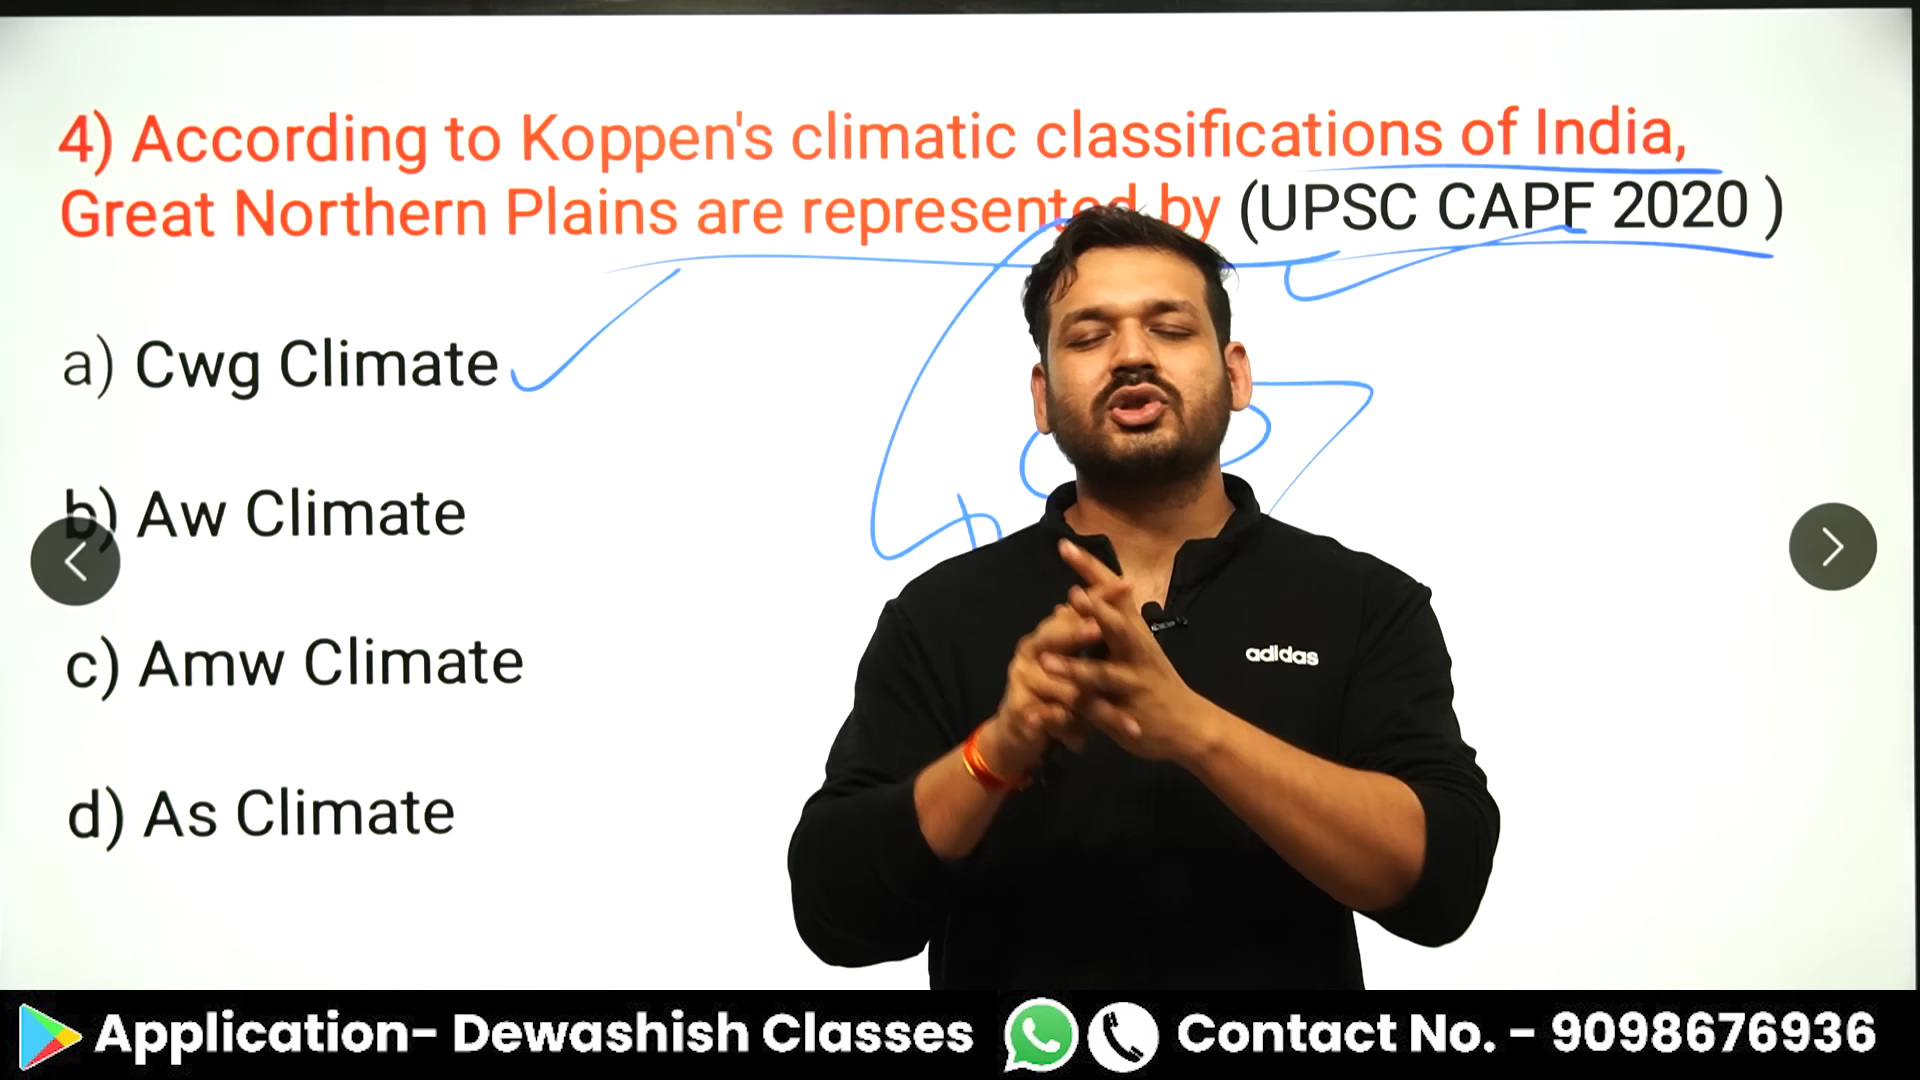 4) According to Koppen's climatic classifications of India,
Great Northern Plains are represented by (UPSC CAPF 2020 )
a) Cwg Climate
b) Aw Climate
c) Amw Climate
d) As Climate
adidas
Application- Dewashish Classes Contact No. - 9098676936